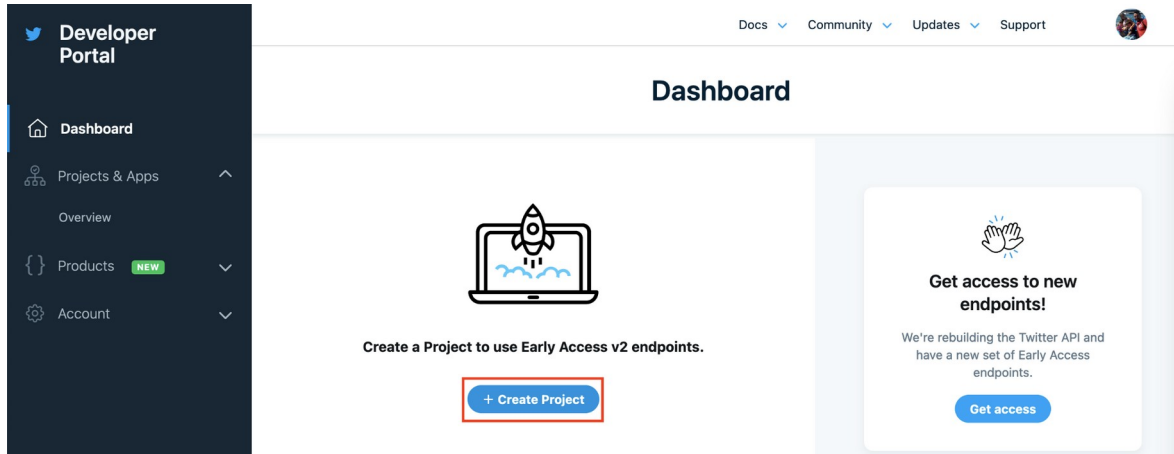 Developer
Portal
Docs
Community
Updates
Support
Dashboard
Dashboard
Projects & Apps
Overview
{ } Products NEW
Account
Create a Project to use Early Access v2 endpoints.
+ Create Project
Get access to new
endpoints!
We're rebuilding the Twitter API and
have a new set of Early Access
endpoints.
Get access